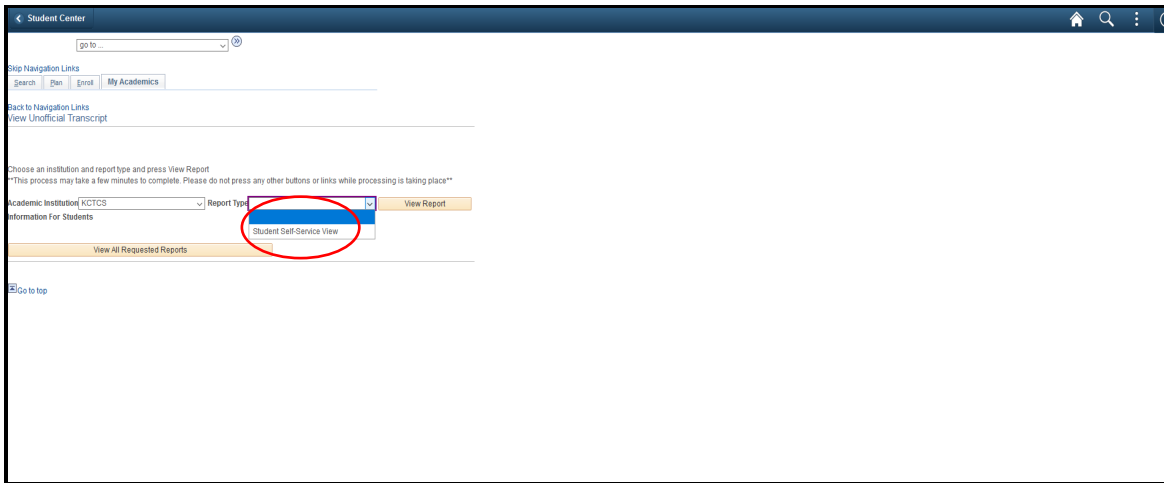 Student Center
go to ...
Skip Navigation Links
Search Plan Enroll My Academics
Back to Navigation Links
View Unofficial Transcript
Choose an institution and report type and press View Report
**This process may take a few minutes to complete. Please do not press any other buttons or links while processing is taking place**
Academic Institution KCTCS Report Type View Report
Information For Students
Student Self-Service View
View All Requested Reports
Go to top